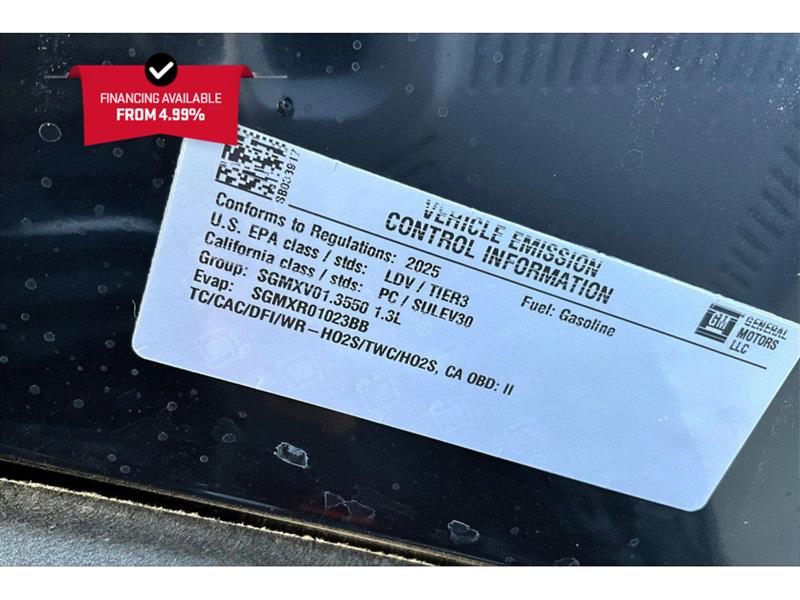 FINANCING AVAILABLE
FROM 4.99%
SB033917
VEHICLE EMISSION
CONTROL INFORMATION
Conforms to Regulations: 2025
U.S. EPA class / stds: LDV / TIER3
Fuel: Gasoline
California class / stds: PC / SULEV30
Group: SGMXV01.3550 1.3L
Evap: SGMXR01023BB
TC/CAC/DFI/WR-HO2S/TWC/HO2S, CA OBD: II
GM
GENERAL
MOTORS
LLC